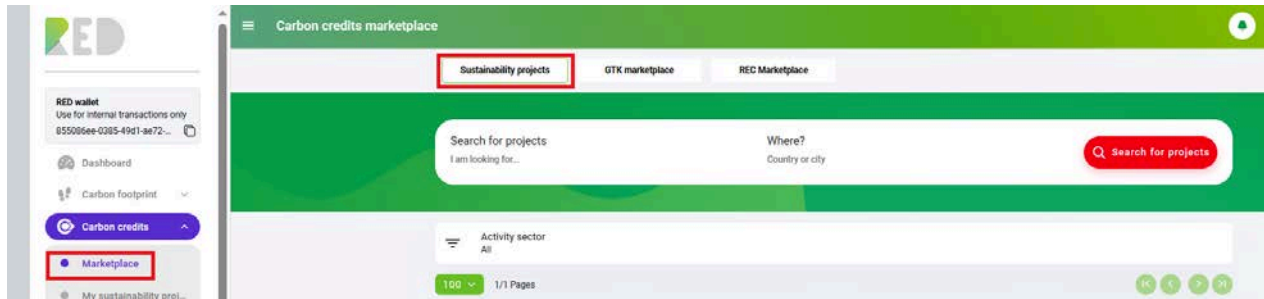 RED
Carbon credits marketplace
Sustainability projects
GTK marketplace
REC Marketplace
RED wallet
Use for internal transactions only
855086ee-0385-49d1-ae72-...
Dashboard
Carbon footprint
Carbon credits
Marketplace
My sustainability proj...
Search for projects
I am looking for...
Where?
Country or city
Search for projects
Activity sector
All
100
1/1 Pages